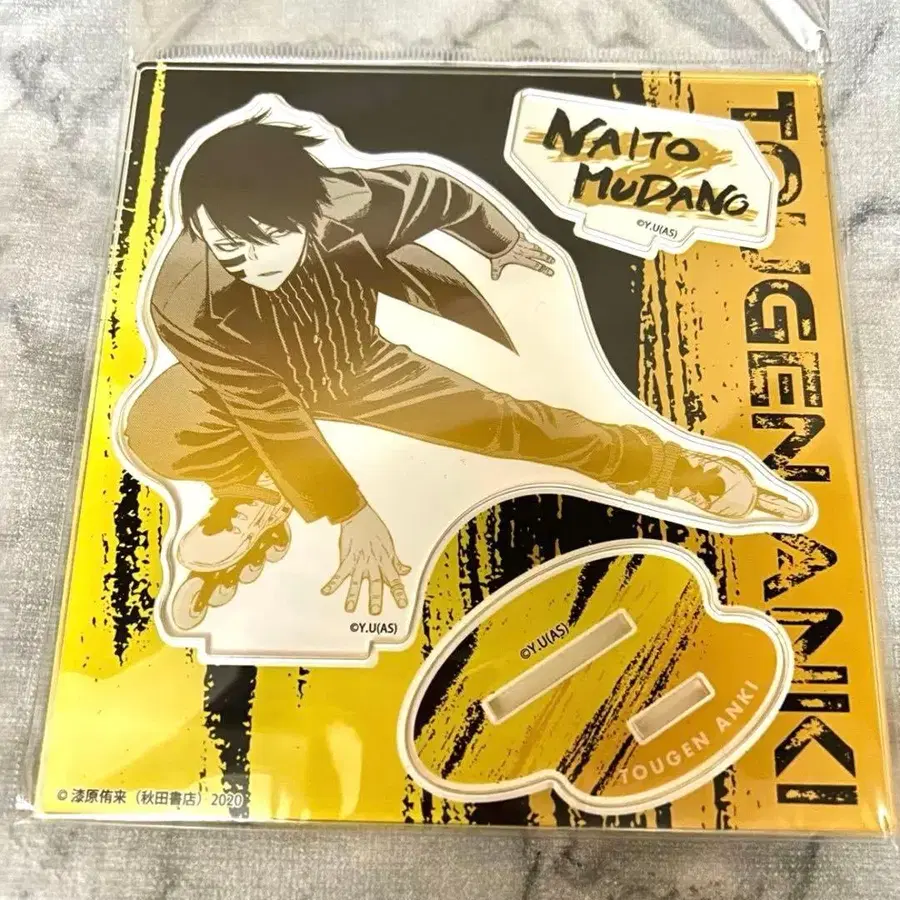 NAITO
MUDANO
©Y.U(AS)
TOUGEN ANKI
©Y.U(AS)
©Y.U(AS)
TOUGEN ANKI
© 漆原侑来（秋田書店）2020